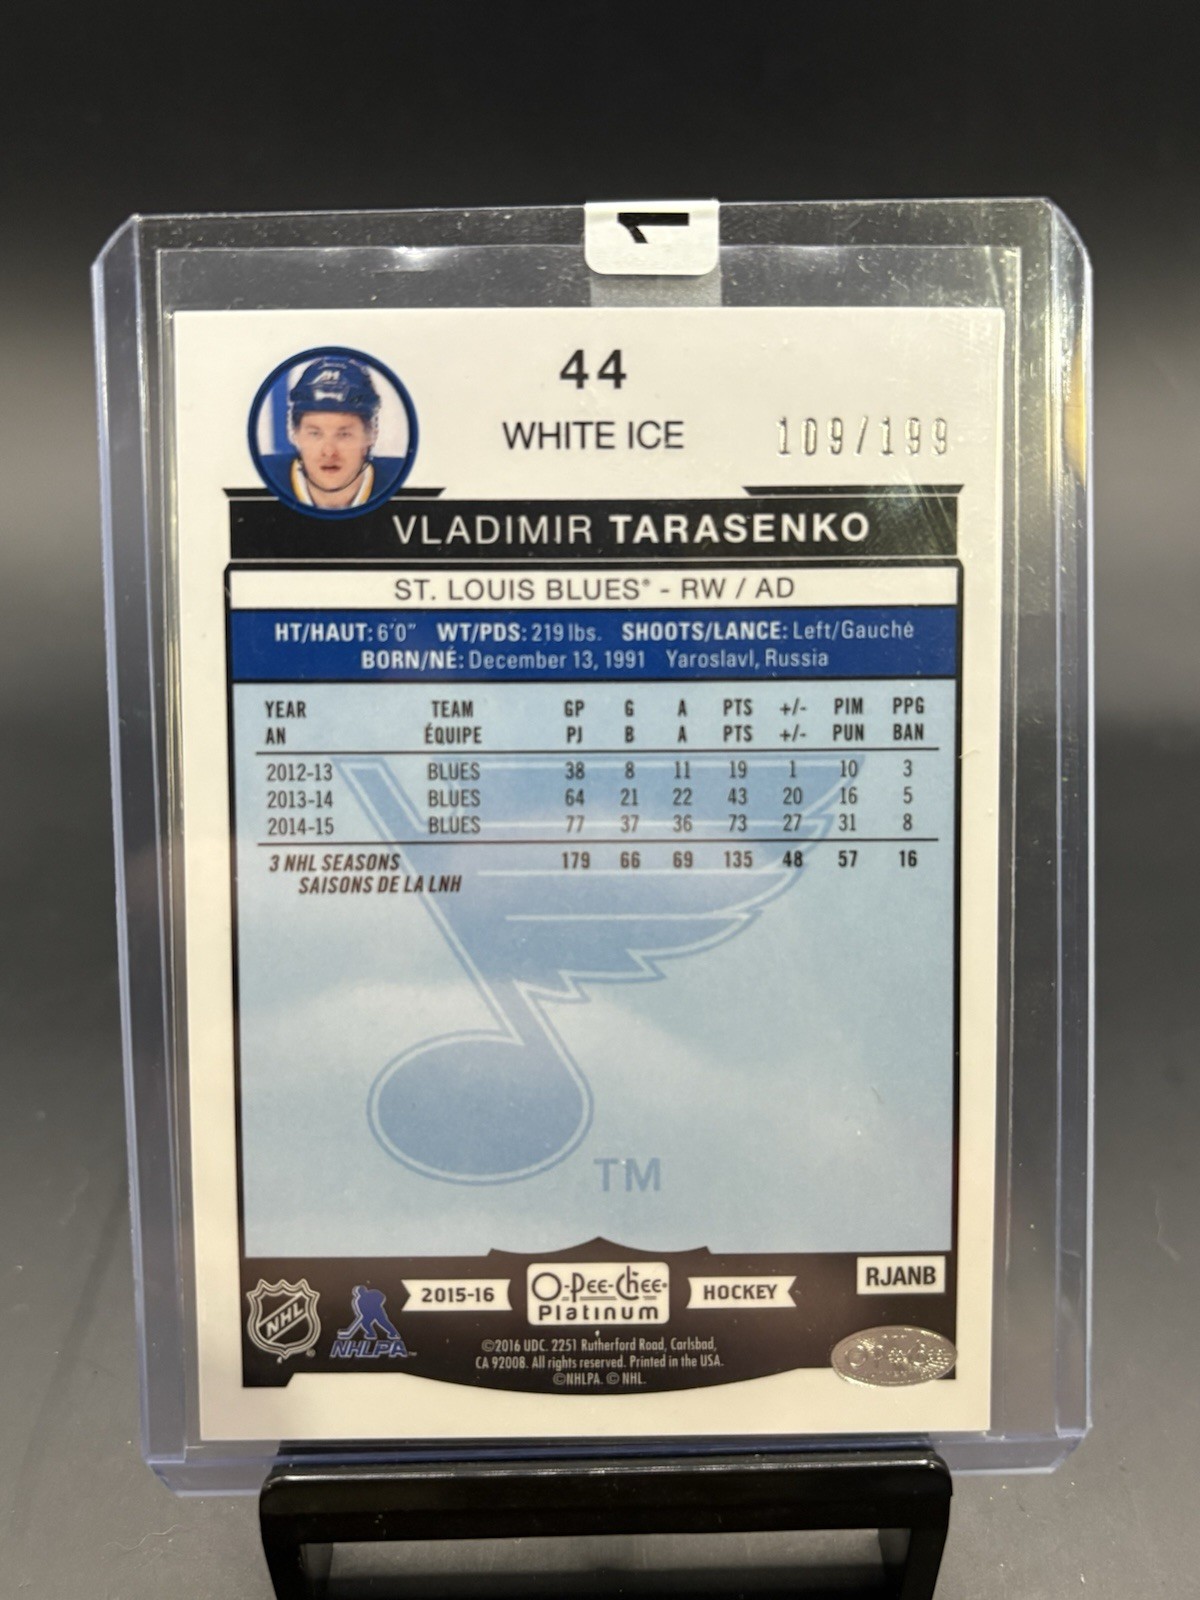 1
44
WHITE ICE
109/199
VLADIMIR TARASENKO
ST. LOUIS BLUES® - RW / AD
HT/HAUT: 6'0" WT/PDS: 219 lbs. SHOOTS/LANCE: Left/Gauche
BORN/NÉ: December 13, 1991 Yaroslavl, Russia
YEAR TEAM GP G A PTS +/- PIM PPG
AN ÉQUIPE PJ B A PTS +/- PUN BAN
2012-13 BLUES 38 8 11 19 1 10 3
2013-14 BLUES 64 21 22 43 20 16 5
2014-15 BLUES 77 37 36 73 27 31 8
3 NHL SEASONS 179 66 69 135 48 57 16
SAISONS DE LA LNH
TM
RJANB
NHL
NHLPA
2015-16 O-Pee-Chee Platinum HOCKEY
©2016 UDC. 2251 Rutherford Road, Carlsbad,
CA 92008. All rights reserved. Printed in the USA.
©NHLPA. © NHL.
O-Pee-Chee